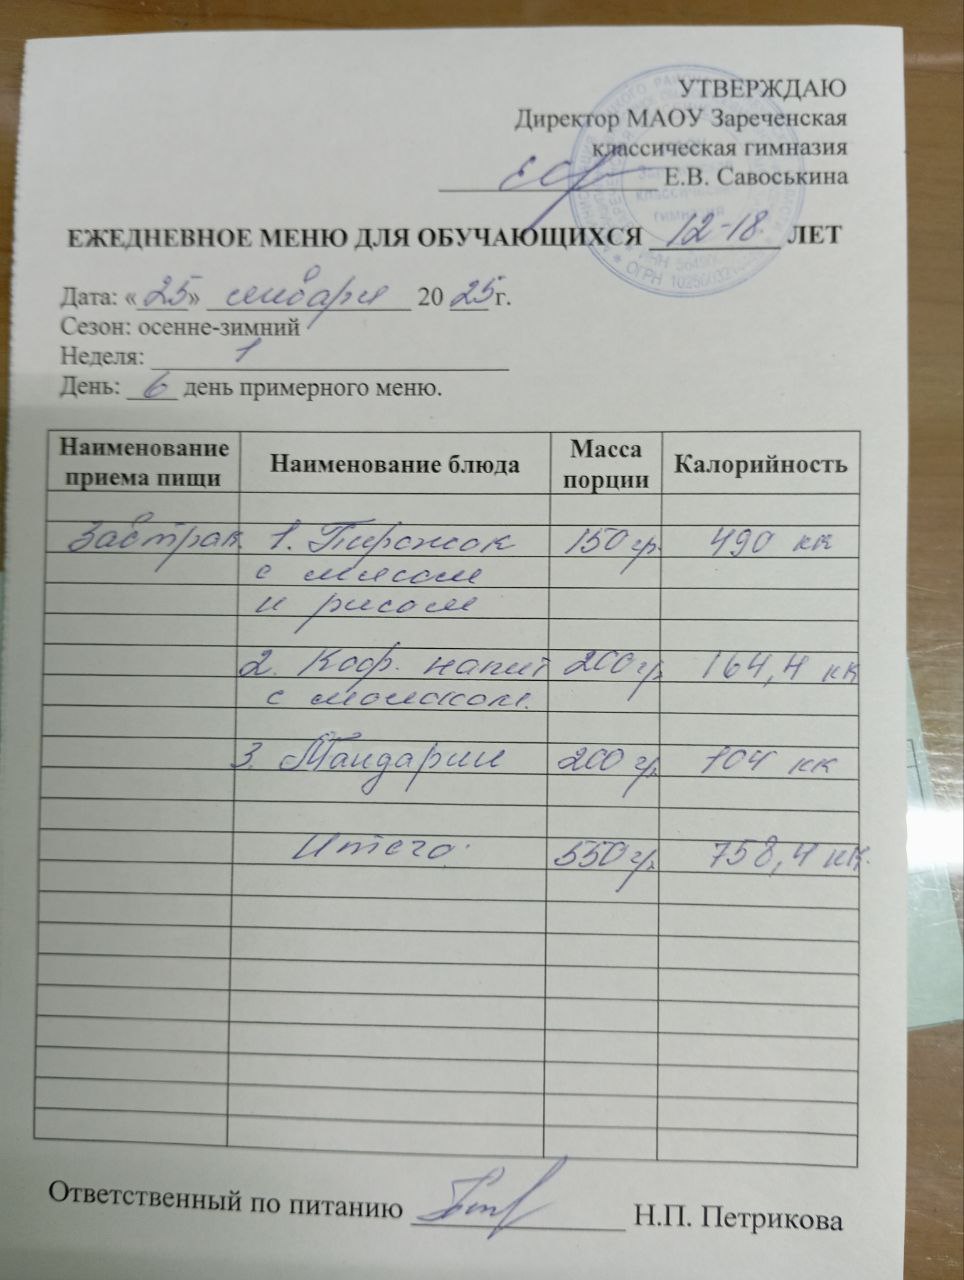 УТВЕРЖДАЮ
Директор МАОУ Зареченская
классическая гимназия
Е.В. Савоськина
ЕЖЕДНЕВНОЕ МЕНЮ ДЛЯ ОБУЧАЮЩИХСЯ 12-18 ЛЕТ
Дата: «25» января 2025г.
Сезон: осенне-зимний
Неделя: 1
День: 6 день примерного меню.
Наименование приема пищи Наименование блюда Масса порции Калорийность
Завтрак 1. Пирожок 150 гр. 490 кк
с мясом
и рисом
2. Коф. напит 200 гр. 164,4 кк
с молоком.
3. Мандарин 200 гр. 104 кк
Итого: 550 гр. 758,4 кк.
Ответственный по питанию Н.П. Петрикова